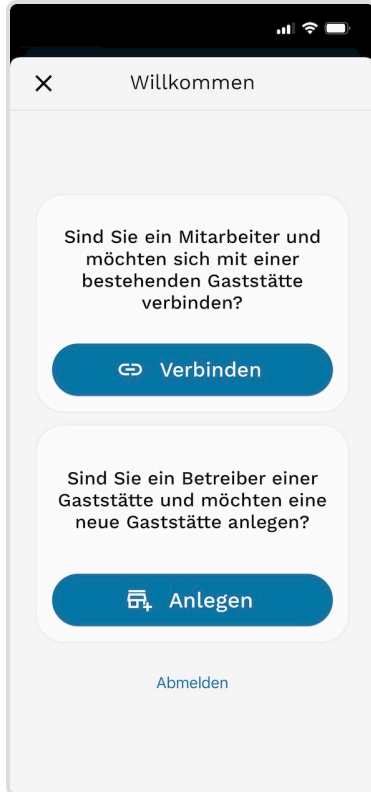 Willkommen
Sind Sie ein Mitarbeiter und
möchten sich mit einer
bestehenden Gaststätte
verbinden?
Verbinden
Sind Sie ein Betreiber einer
Gaststätte und möchten eine
neue Gaststätte anlegen?
Anlegen
Abmelden